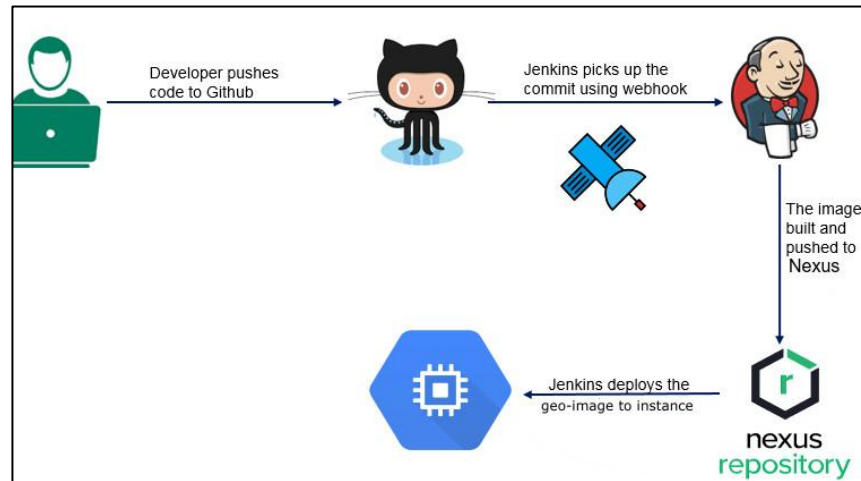 Developer pushes
code to Github
Jenkins picks up the
commit using webhook
The image
built and
pushed to
Nexus
Jenkins deploys the
geo-image to instance
r
nexus
repository